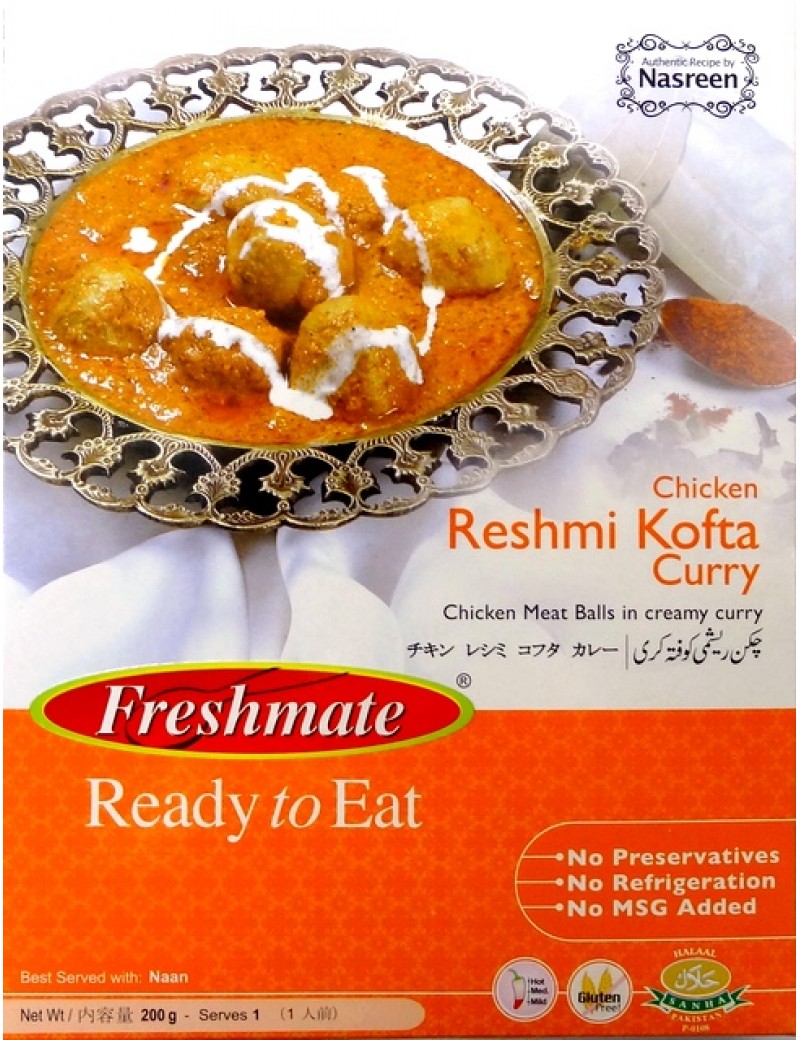 Authentic Recipe by
Nasreen
Chicken
Reshmi Kofta
Curry
Chicken Meat Balls in creamy curry
チキン レシミ コフタ カレー | چکن ریشمی کوفتہ کری
Freshmate ®
Ready to Eat
No Preservatives
No Refrigeration
No MSG Added
Best Served with: Naan
Net Wt / 内容量 200 g - Serves 1 (1 人前)
Hot
Med.
Mild
Gluten
Free!
HALAAL
حلال
SANHA
PAKISTAN
P-0108